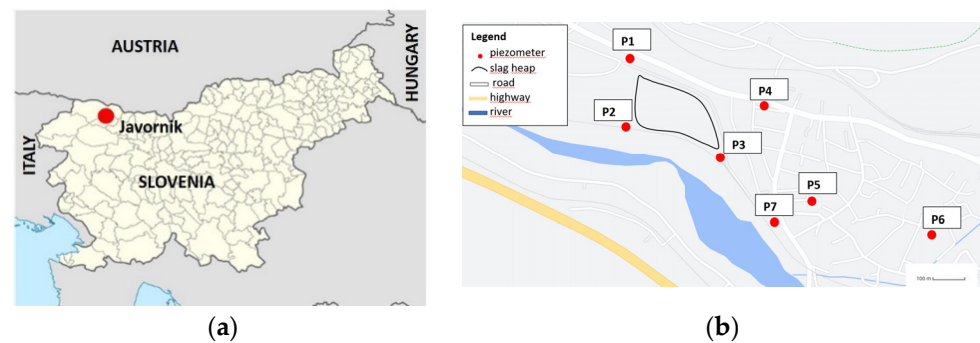 AUSTRIA
HUNGARY
Javornik
ITALY
SLOVENIA
(a)
Legend
piezometer
slag heap
road
highway
river
P1
P2
P3
P4
P5
P6
P7
100 m
(b)